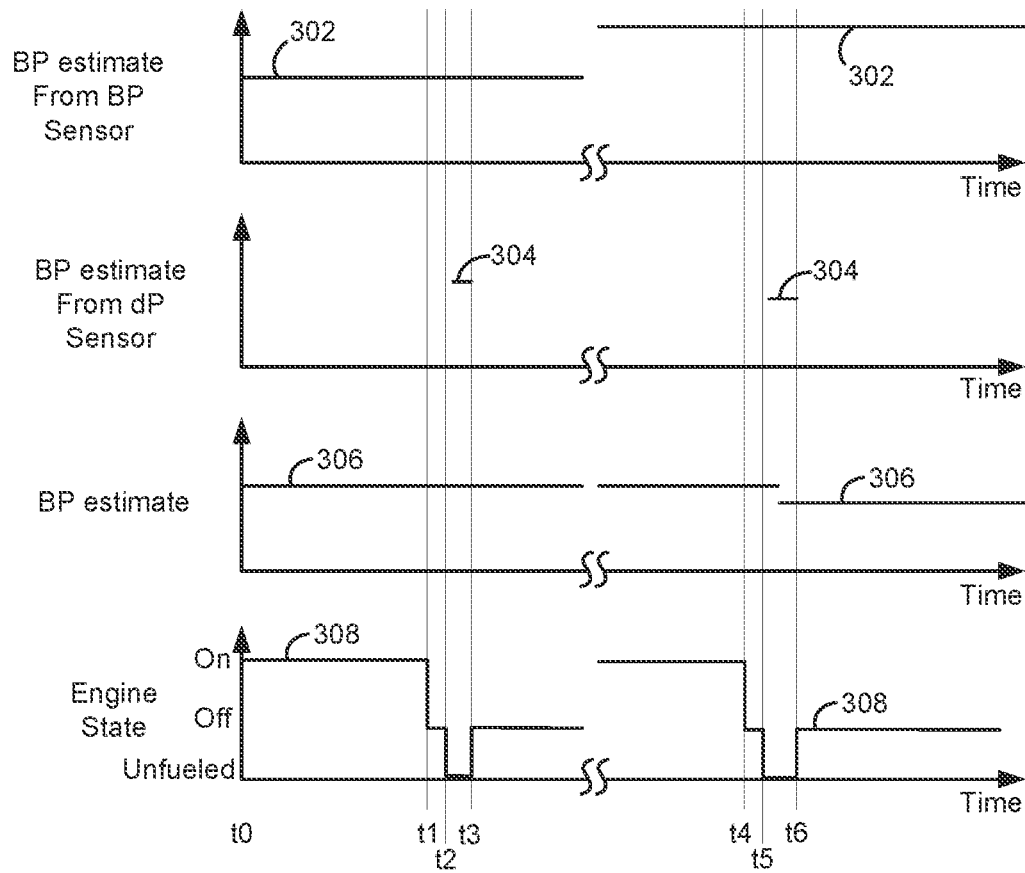 302
BP estimate
From BP
Sensor
302
Time
304
304
BP estimate
From dP
Sensor
Time
306
306
BP estimate
Time
308
On
Engine
State
Off
308
Unfueled
Time
t0
t1
t2
t3
t4
t5
t6